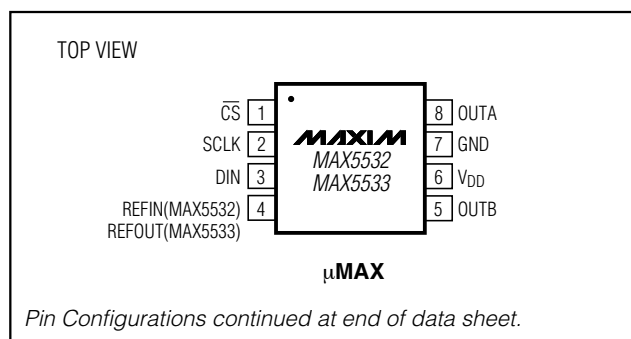 TOP VIEW
C̅S̅ 1
SCLK 2
DIN 3
REFIN(MAX5532) 4
REFOUT(MAX5533)
MAXIM
MAX5532
MAX5533
8 OUTA
7 GND
6 VDD
5 OUTB
µMAX
Pin Configurations continued at end of data sheet.